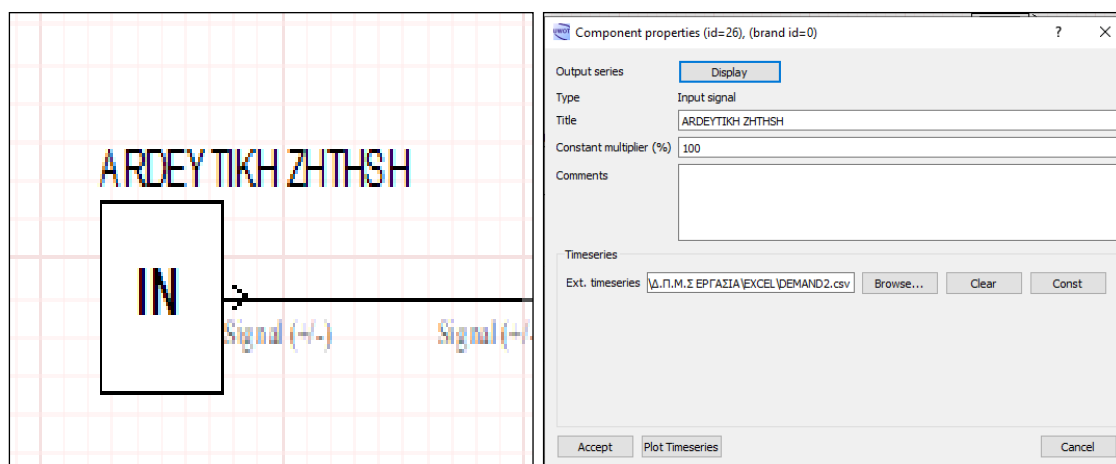 ARDEYTIKH ZHTHSH
IN
Signal (+/-)
Signal (+/-
UWOT
Component properties (id=26), (brand id=0)
?
Output series
Display
Type
Input signal
Title
ARDEYTIKH ZHTHSH
Constant multiplier (%)
100
Comments
Timeseries
Ext. timeseries
\Δ.Π.Μ.Σ ΕΡΓΑΣΙΑ\EXCEL\DEMAND2.csv
Browse...
Clear
Const
Accept
Plot Timeseries
Cancel